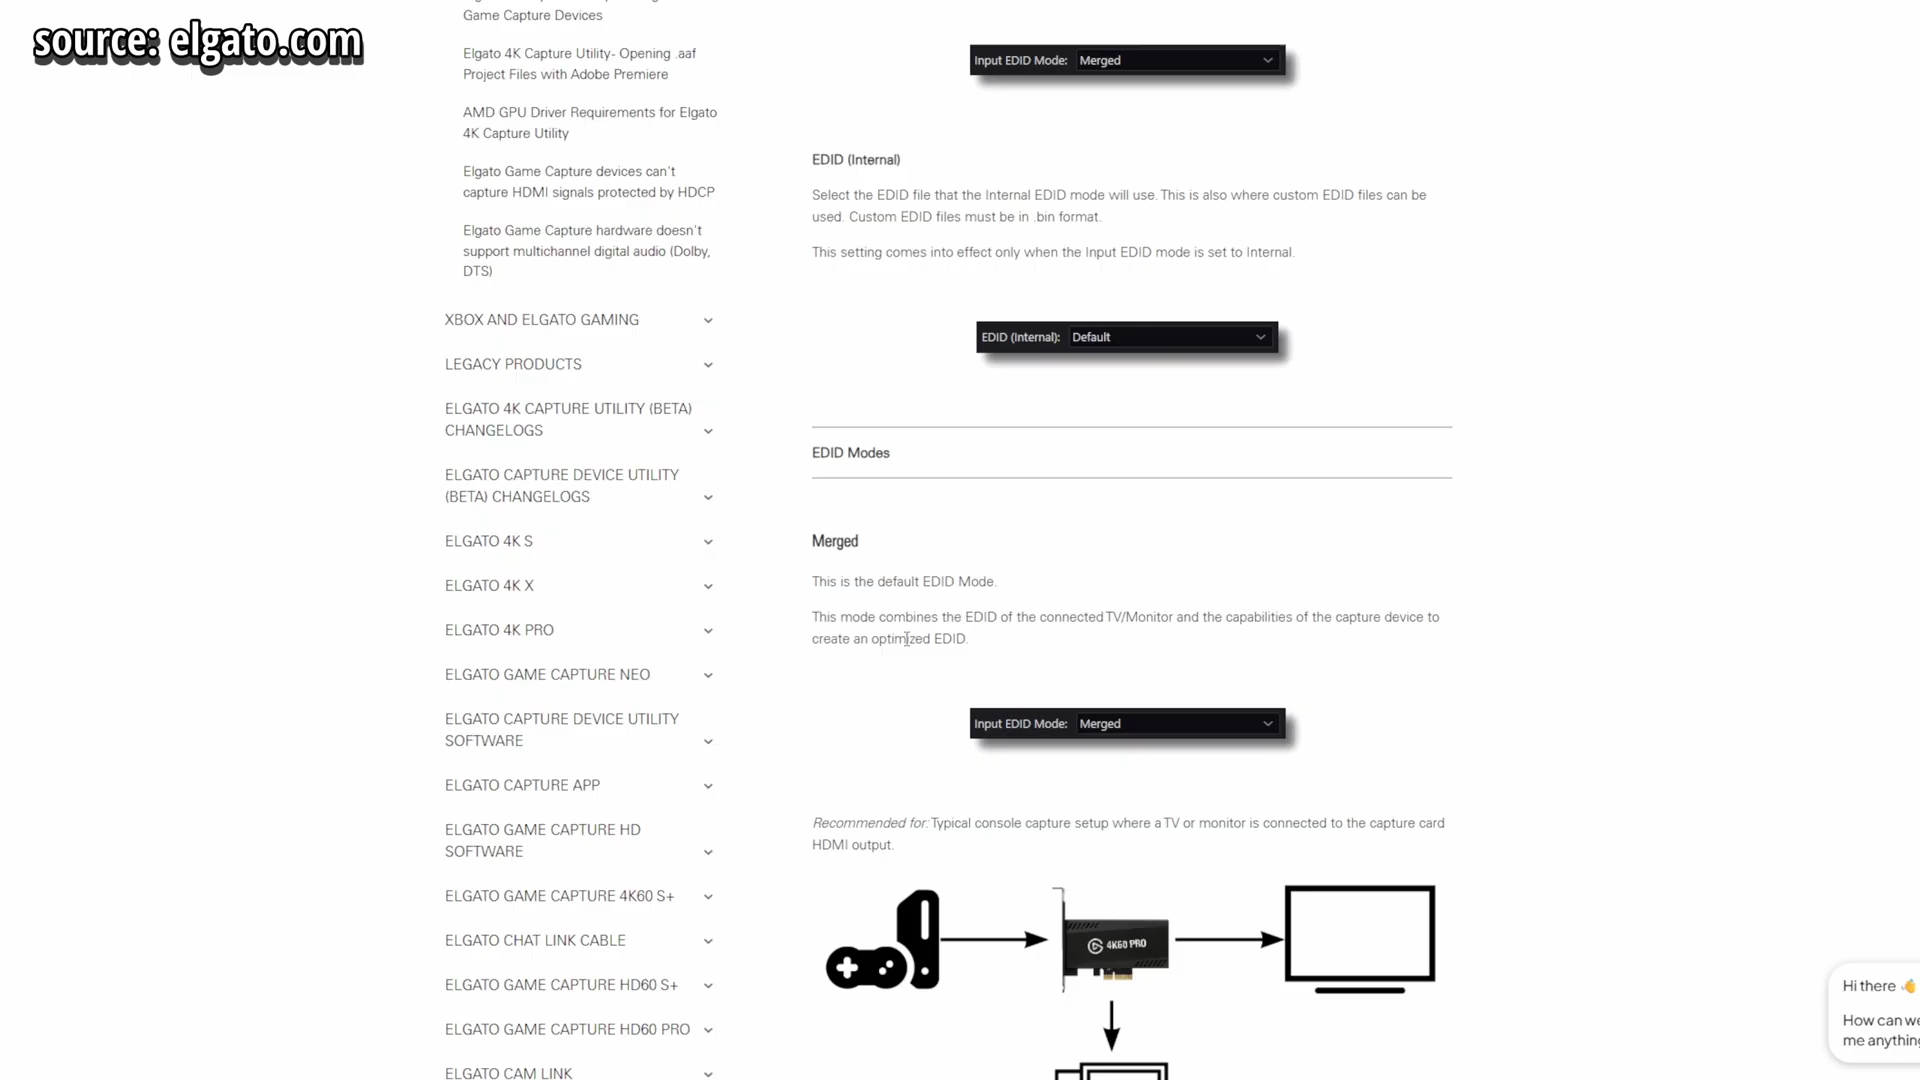 source: elgato.com
Game Capture Devices
Elgato 4K Capture Utility- Opening .aaf
Project Files with Adobe Premiere
AMD GPU Driver Requirements for Elgato
4K Capture Utility
Elgato Game Capture devices can't
capture HDMI signals protected by HDCP
Elgato Game Capture hardware doesn't
support multichannel digital audio (Dolby,
DTS)
XBOX AND ELGATO GAMING
LEGACY PRODUCTS
ELGATO 4K CAPTURE UTILITY (BETA)
CHANGELOGS
ELGATO CAPTURE DEVICE UTILITY
(BETA) CHANGELOGS
ELGATO 4K S
ELGATO 4K X
ELGATO 4K PRO
ELGATO GAME CAPTURE NEO
ELGATO CAPTURE DEVICE UTILITY
SOFTWARE
ELGATO CAPTURE APP
ELGATO GAME CAPTURE HD
SOFTWARE
ELGATO GAME CAPTURE 4K60 S+
ELGATO CHAT LINK CABLE
ELGATO GAME CAPTURE HD60 S+
ELGATO GAME CAPTURE HD60 PRO
ELGATO CAM LINK
Input EDID Mode: Merged
EDID (Internal)
Select the EDID file that the Internal EDID mode will use. This is also where custom EDID files can be
used. Custom EDID files must be in .bin format.
This setting comes into effect only when the Input EDID mode is set to Internal.
EDID (Internal): Default
EDID Modes
Merged
This is the default EDID Mode.
This mode combines the EDID of the connected TV/Monitor and the capabilities of the capture device to
create an optimized EDID.
Input EDID Mode: Merged
Recommended for: Typical console capture setup where a TV or monitor is connected to the capture card
HDMI output.
4K60 PRO
Hi there 👋
How can we
me anything